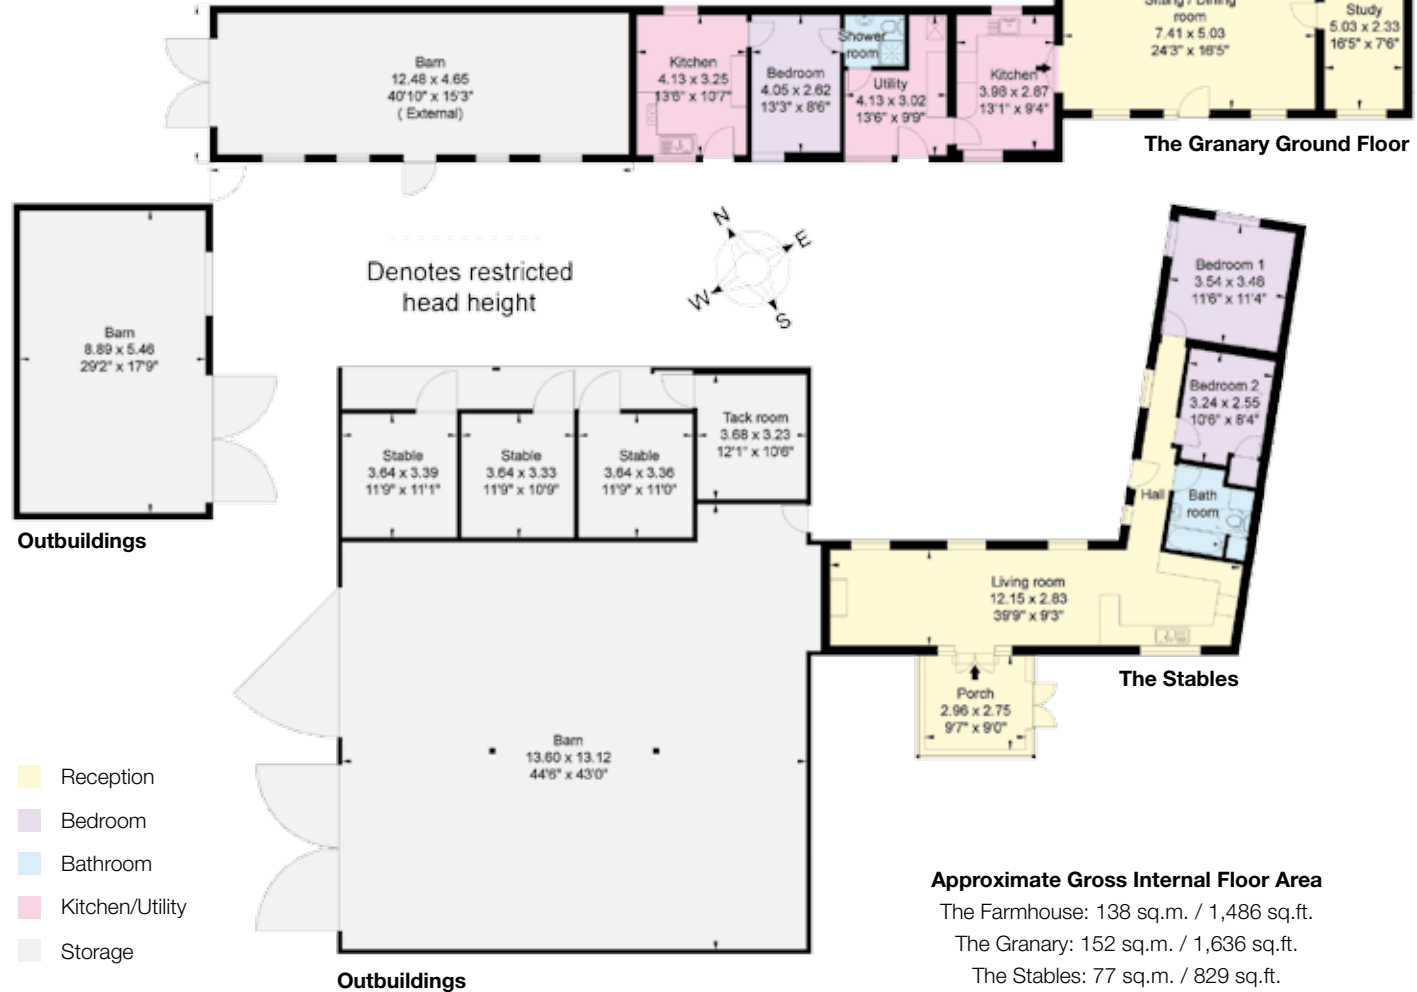 Barn
12.48 x 4.65
40'10" x 15'3"
( External)
Kitchen
4.13 x 3.25
13'6" x 10'7"
Bedroom
4.05 x 2.62
13'3" x 8'6"
Shower
room
Utility
4.13 x 3.02
13'6" x 9'9"
Kitchen
3.98 x 2.87
13'1" x 9'4"
Sitting / Dining
room
7.41 x 5.03
24'3" x 16'5"
Study
5.03 x 2.33
16'5" x 7'6"
The Granary Ground Floor
Barn
8.89 x 5.46
29'2" x 17'9"
Outbuildings
Denotes restricted
head height
N
E
W
S
Bedroom 1
3.54 x 3.46
11'6" x 11'4"
Bedroom 2
3.24 x 2.55
10'6" x 8'4"
Hall
Bath
room
Living room
12.15 x 2.83
39'9" x 9'3"
The Stables
Porch
2.96 x 2.75
9'7" x 9'0"
Stable
3.64 x 3.39
11'9" x 11'1"
Stable
3.64 x 3.33
11'9" x 10'9"
Stable
3.64 x 3.36
11'9" x 11'0"
Tack room
3.68 x 3.23
12'1" x 10'6"
Barn
13.60 x 13.12
44'6" x 43'0"
Outbuildings
Reception
Bedroom
Bathroom
Kitchen/Utility
Storage
Approximate Gross Internal Floor Area
The Farmhouse: 138 sq.m. / 1,486 sq.ft.
The Granary: 152 sq.m. / 1,636 sq.ft.
The Stables: 77 sq.m. / 829 sq.ft.